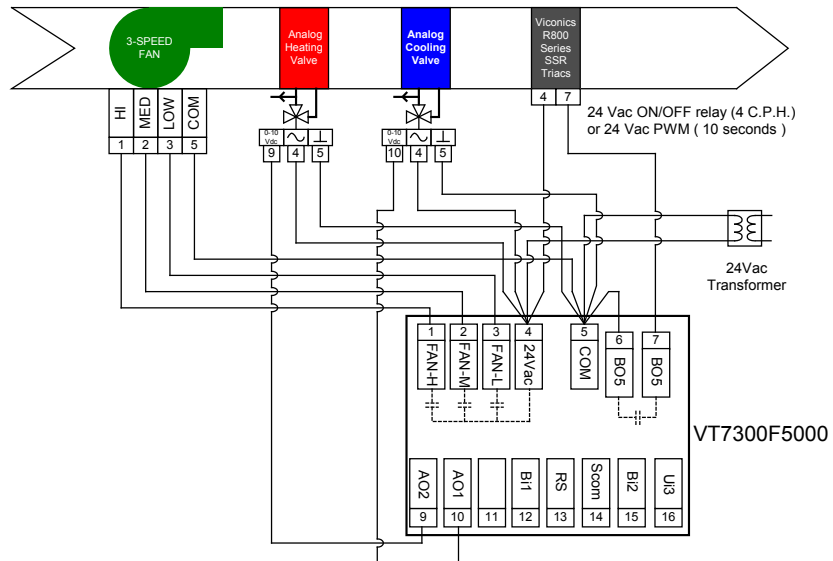 3-SPEED
FAN
Analog
Heating
Valve
Analog
Cooling
Valve
Viconics
R800
Series
SSR
Triacs
HI
MED
LOW
COM
1
2
3
5
0-10
Vdc
9
4
5
0-10
Vdc
10
4
5
4
7
24 Vac ON/OFF relay (4 C.P.H.)
or 24 Vac PWM ( 10 seconds )
24Vac
Transformer
1
FAN-H
2
FAN-M
3
FAN-L
4
24Vac
5
COM
6
BO5
7
BO5
VT7300F5000
AO2
9
AO1
10
11
Bi1
12
RS
13
Scom
14
Bi2
15
Ui3
16